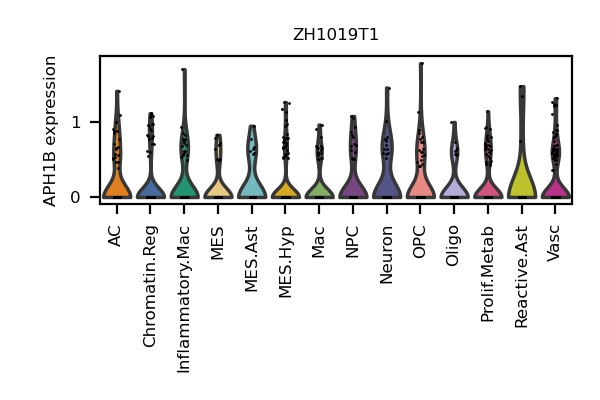 ZH1019T1
APH1B expression
1
0
AC
Chromatin.Reg
Inflammatory.Mac
MES
MES.Ast
MES.Hyp
Mac
NPC
Neuron
OPC
Oligo
Prolif.Metab
Reactive.Ast
Vasc